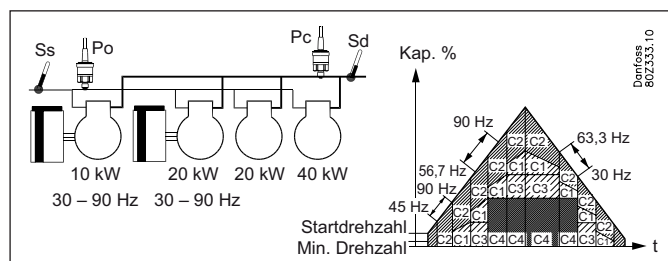 Ss
Po
Pc
Sd
10 kW
20 kW
20 kW
40 kW
30 – 90 Hz
30 – 90 Hz
Kap. %
Danfoss
80Z333.10
90 Hz
63,3 Hz
56,7 Hz
30 Hz
90 Hz
45 Hz
Startdrehzahl
Min. Drehzahl
t
C2
C2
C2
C1
C1
C2
C2
C1
C3
C3
C2
C1
C2
C1
C1
C2
C2
C1
C3
C4
C4
C4
C4
C3
C1